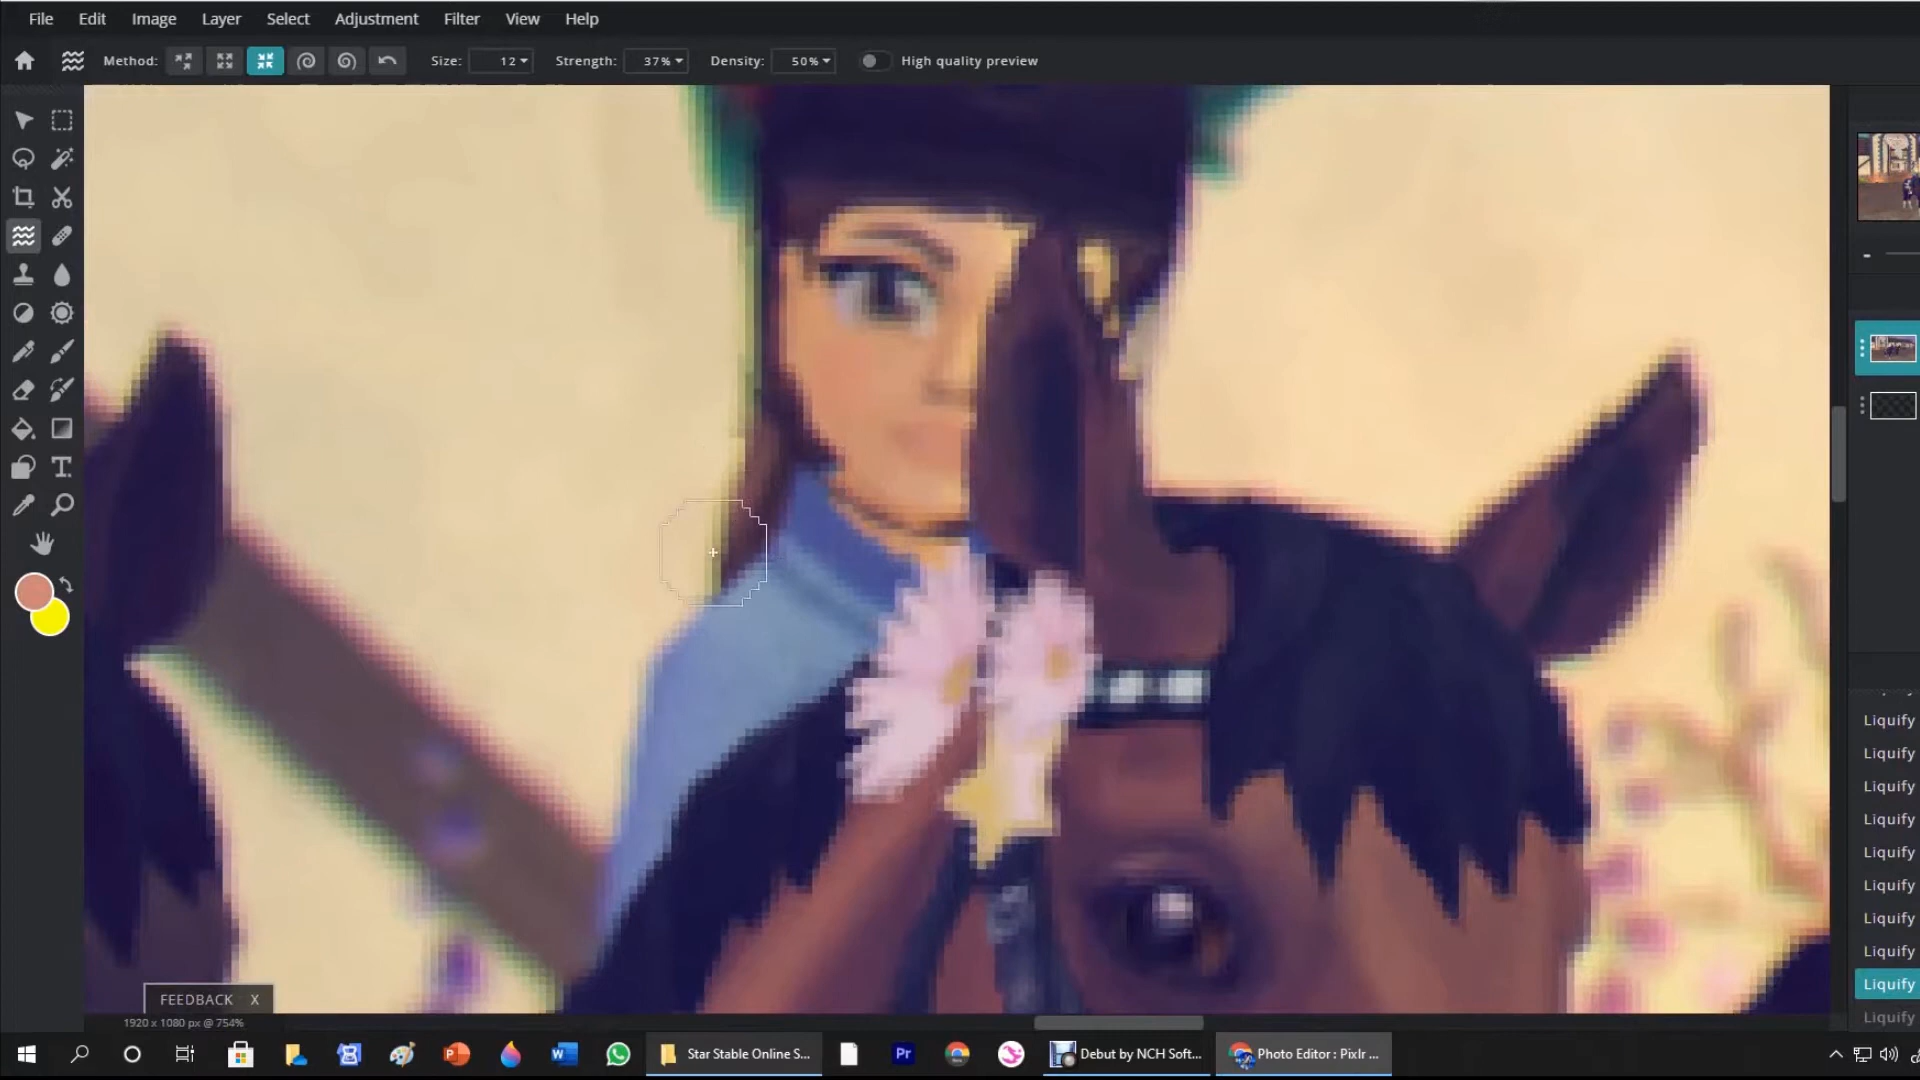 File Edit Image Layer Select Adjustment Filter View Help
Method: Size: 12 Strength: 37% Density: 50% High quality preview
Liquify
Liquify
Liquify
Liquify
Liquify
Liquify
Liquify
Liquify
Liquify
Liquify
FEEDBACK X
1920 x 1080 px @ 754%
Star Stable Online S... Pr Debut by NCH Soft... Photo Editor : Pixlr ...